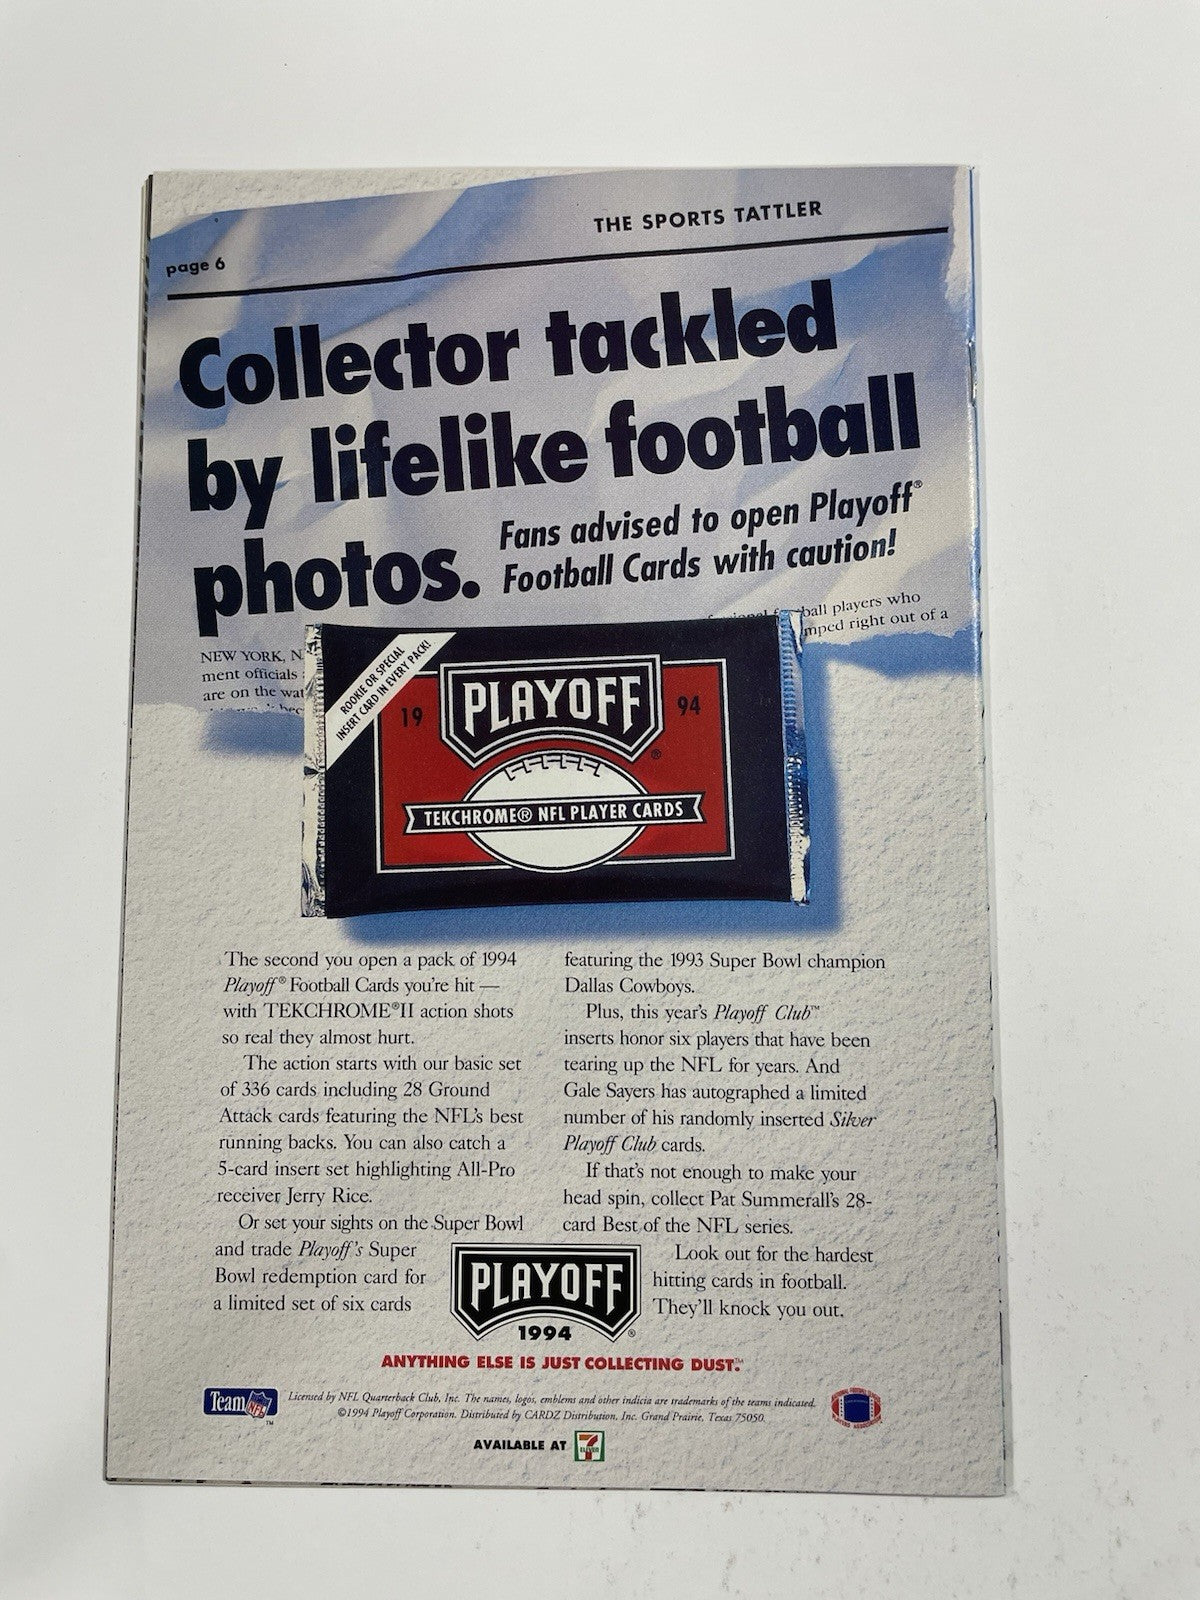 THE SPORTS TATTLER
page 6
Collector tackled
by lifelike football
photos.
Fans advised to open Playoff®
Football Cards with caution!
ball players who
mped right out of a
NEW YORK, N
ment officials
are on the wat
ROOKIE OR SPECIAL
INSERT CARD IN EVERY PACK!
19 PLAYOFF® 94
TEKCHROME® NFL PLAYER CARDS
The second you open a pack of 1994
Playoff® Football Cards you're hit —
with TEKCHROME®II action shots
so real they almost hurt.
The action starts with our basic set
of 336 cards including 28 Ground
Attack cards featuring the NFL's best
running backs. You can also catch a
5-card insert set highlighting All-Pro
receiver Jerry Rice.
Or set your sights on the Super Bowl
and trade Playoff's Super
Bowl redemption card for
a limited set of six cards
featuring the 1993 Super Bowl champion
Dallas Cowboys.
Plus, this year's Playoff Club™
inserts honor six players that have been
tearing up the NFL for years. And
Gale Sayers has autographed a limited
number of his randomly inserted Silver
Playoff Club cards.
If that's not enough to make your
head spin, collect Pat Summerall's 28-
card Best of the NFL series.
Look out for the hardest
hitting cards in football.
They'll knock you out.
PLAYOFF
1994®
ANYTHING ELSE IS JUST COLLECTING DUST.™
Team NFL™
Licensed by NFL Quarterback Club, Inc. The names, logos, emblems and other indicia are trademarks of the teams indicated.
©1994 Playoff Corporation. Distributed by CARDZ Distribution, Inc. Grand Prairie, Texas 75050.
AVAILABLE AT 7 ELEVEN